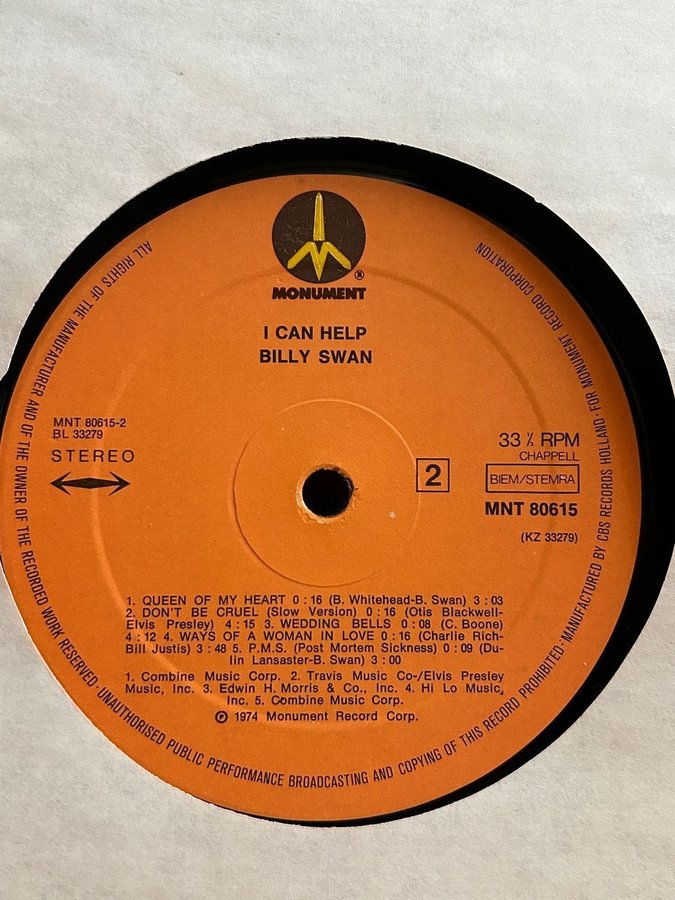 ®
MONUMENT
I CAN HELP
BILLY SWAN
MNT 80615-2
BL 33279
STEREO
2
33 ⅓ RPM
CHAPPELL
BIEM/STEMRA
MNT 80615
(KZ 33279)
1. QUEEN OF MY HEART 0 : 16 (B. Whitehead-B. Swan) 3 : 03
2. DON'T BE CRUEL (Slow Version) 0 : 16 (Otis Blackwell-
Elvis Presley) 4 : 15 3. WEDDING BELLS 0 : 08 (C. Boone)
4 : 12 4. WAYS OF A WOMAN IN LOVE 0 : 16 (Charlie Rich-
Bill Justis) 3 : 48 5. P.M.S. (Post Mortem Sickness) 0 : 09 (Du-
lin Lansaster-B. Swan) 3 : 00
1. Combine Music Corp. 2. Travis Music Co-/Elvis Presley
Music, Inc. 3. Edwin H. Morris & Co., Inc. 4. Hi Lo Music,
Inc 5. Combine Music Corp.
℗ 1974 Monument Record Corp.
ALL RIGHTS OF THE MANUFACTURER AND OF THE OWNER OF THE RECORDED WORK RESERVED · UNAUTHORISED PUBLIC PERFORMANCE BROADCASTING AND COPYING OF THIS RECORD PROHIBITED · MANUFACTURED BY CBS RECORDS HOLLAND · FOR MONUMENT RECORD CORPORATION